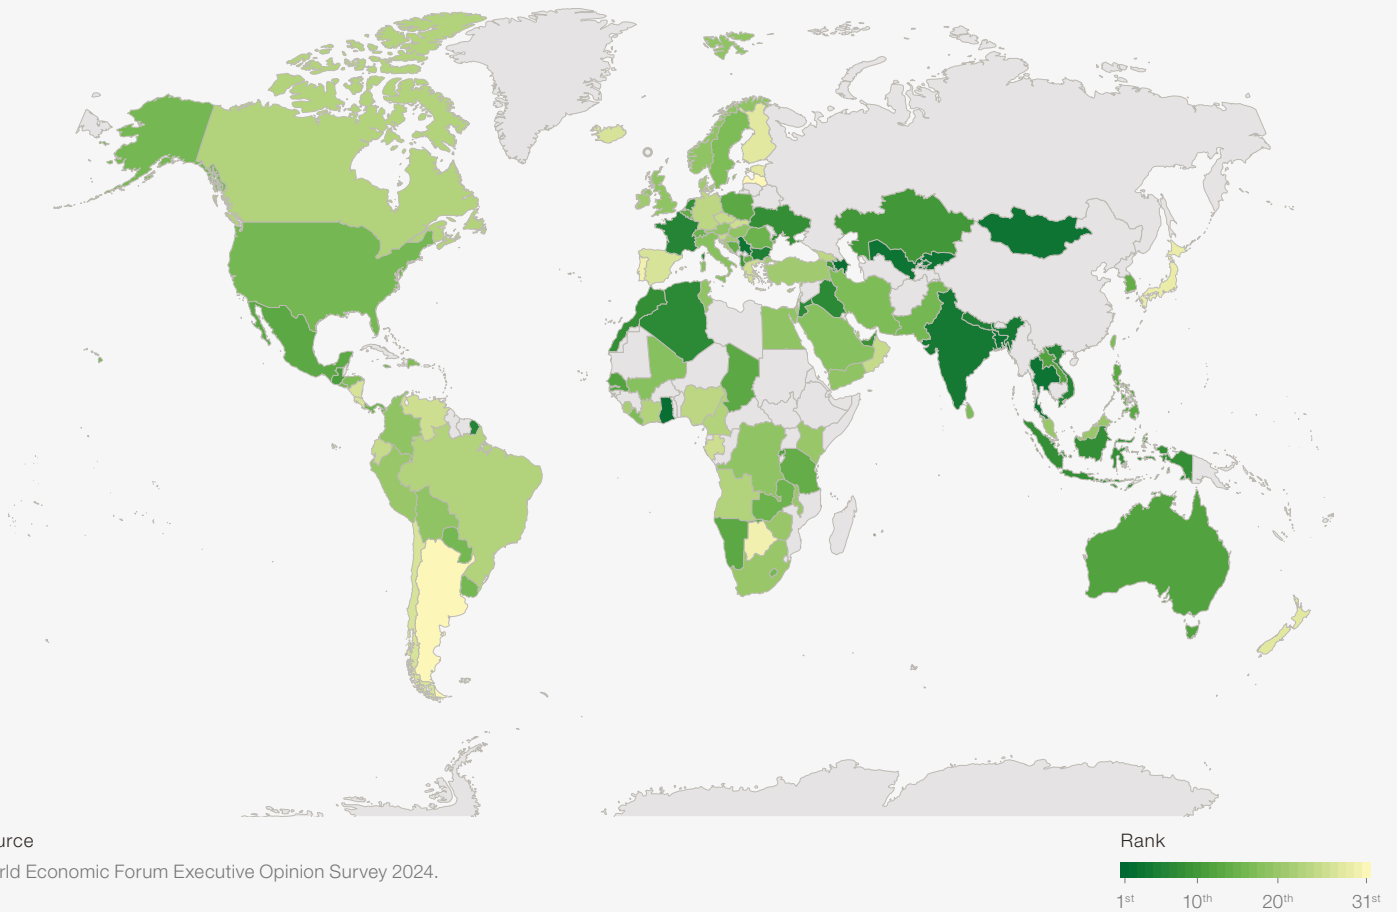 urce
rld Economic Forum Executive Opinion Survey 2024.
Rank
1st
10th
20th
31st